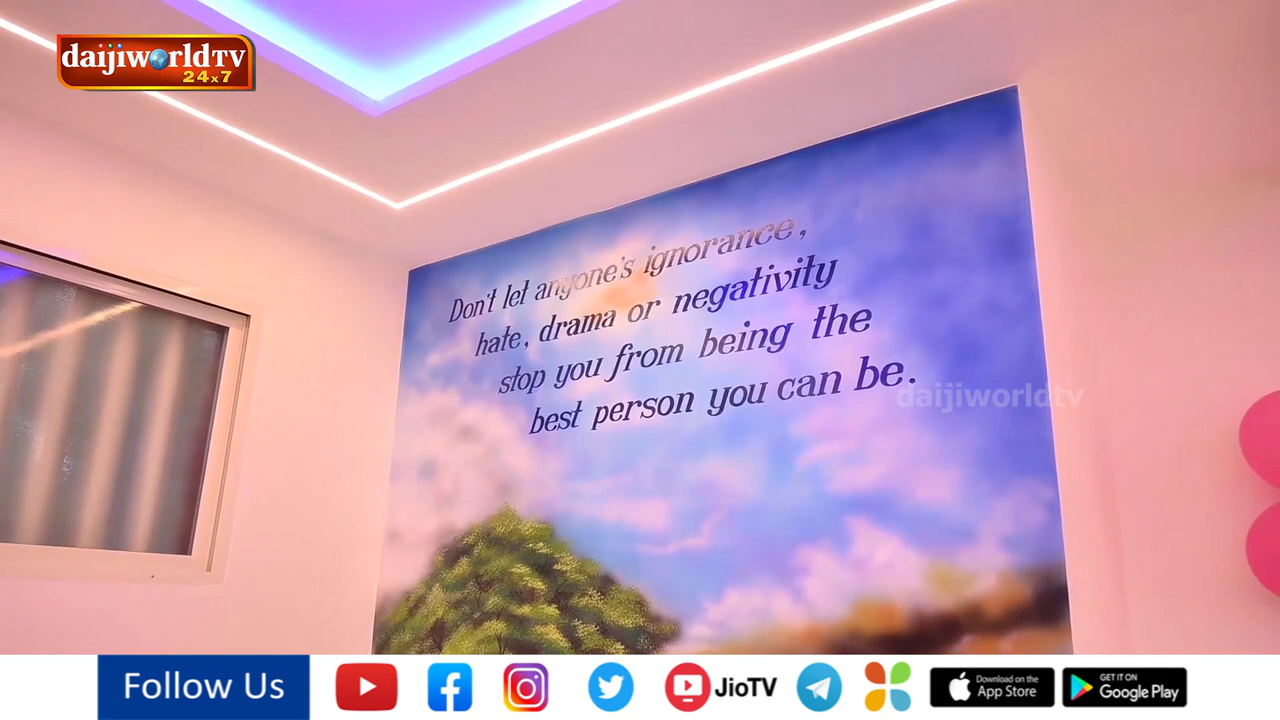 daijiworldTV
24x7
Don't let anyone's ignorance,
hate, drama or negativity
stop you from being the
best person you can be.
daijiworldtv
Follow Us
JioTV
Download on the
App Store
GET IT ON
Google Play